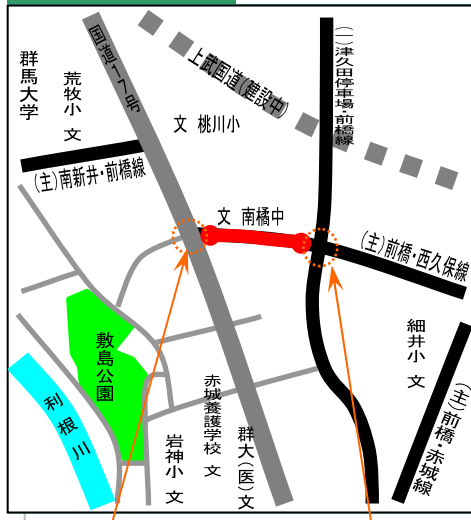 群馬大学
荒牧小 文
国道17号
上武国道(建設中)
(一)津久田停車場・前橋線
文 桃川小
(主)南新井・前橋線
文 南橘中
(主)前橋・西久保線
敷島公園
細井小 文
利根川
岩神小 文
赤城養護学校 文
群大(医)文
(主)前橋・赤城線